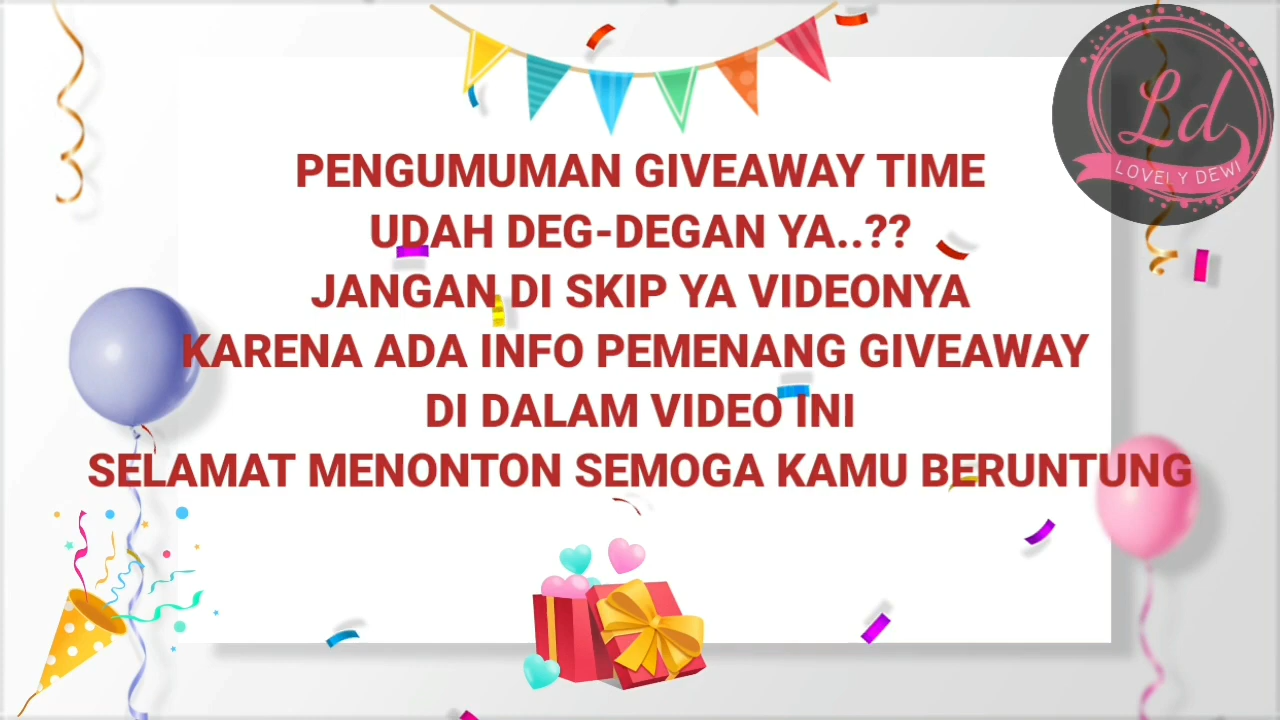 PENGUMUMAN GIVEAWAY TIME
UDAH DEG-DEGAN YA..??
JANGAN DI SKIP YA VIDEONYA
KARENA ADA INFO PEMENANG GIVEAWAY
DI DALAM VIDEO INI
SELAMAT MENONTON SEMOGA KAMU BERUNTUNG
Ld
LOVELY DEWI